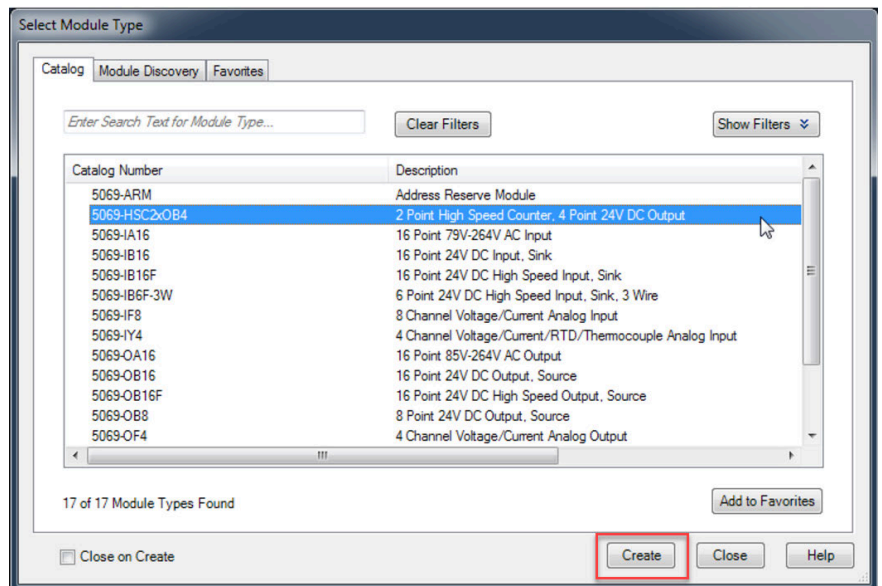 Select Module Type
Catalog Module Discovery Favorites
Enter Search Text for Module Type... Clear Filters Show Filters
Catalog Number Description
5069-ARM Address Reserve Module
5069-HSC2xOB4 2 Point High Speed Counter, 4 Point 24V DC Output
5069-IA16 16 Point 79V-264V AC Input
5069-IB16 16 Point 24V DC Input, Sink
5069-IB16F 16 Point 24V DC High Speed Input, Sink
5069-IB6F-3W 6 Point 24V DC High Speed Input, Sink, 3 Wire
5069-IF8 8 Channel Voltage/Current Analog Input
5069-IY4 4 Channel Voltage/Current/RTD/Thermocouple Analog Input
5069-OA16 16 Point 85V-264V AC Output
5069-OB16 16 Point 24V DC Output, Source
5069-OB16F 16 Point 24V DC High Speed Output, Source
5069-OB8 8 Point 24V DC Output, Source
5069-OF4 4 Channel Voltage/Current Analog Output
17 of 17 Module Types Found Add to Favorites
Close on Create Create Close Help